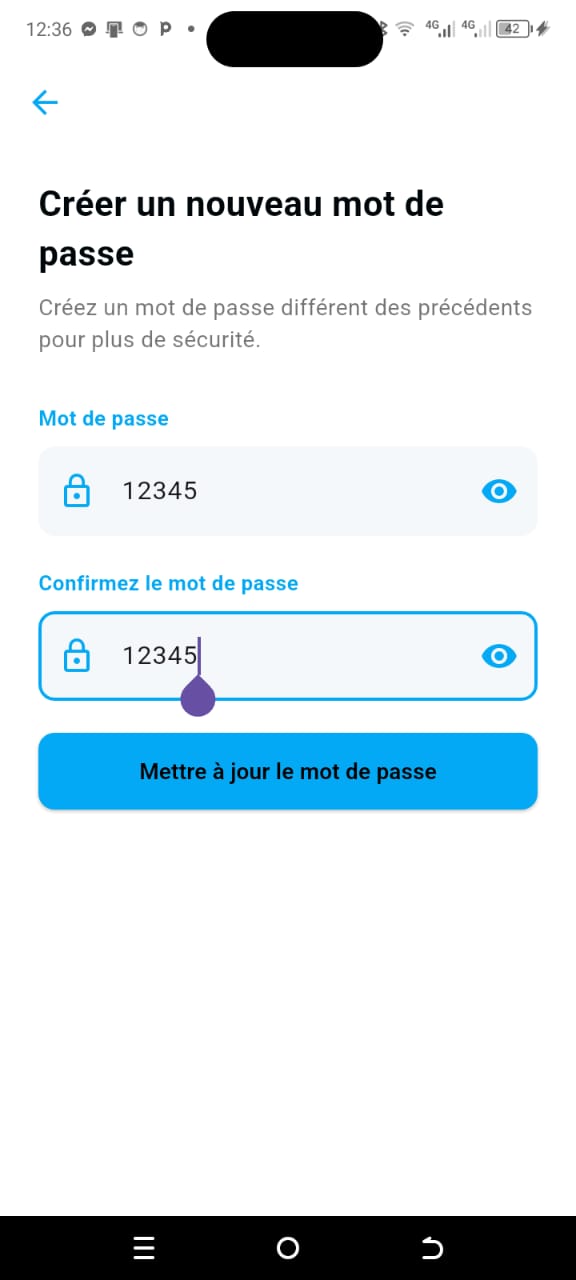 12:36
4G 4G 42
Créer un nouveau mot de
passe
Créez un mot de passe différent des précédents
pour plus de sécurité.
Mot de passe
12345
Confirmez le mot de passe
12345
Mettre à jour le mot de passe